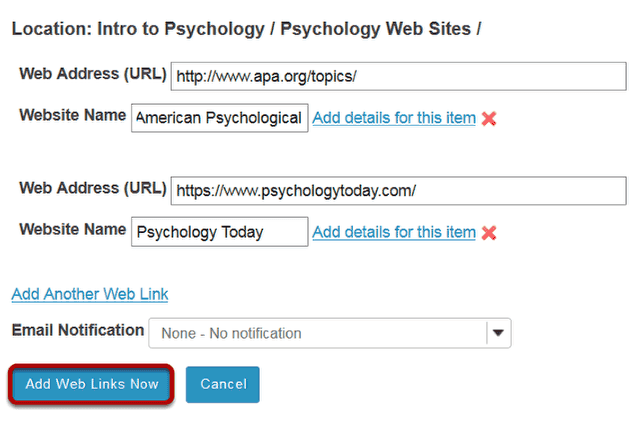 Location: Intro to Psychology / Psychology Web Sites /
Web Address (URL) http://www.apa.org/topics/
Website Name American Psychological Add details for this item
Web Address (URL) https://www.psychologytoday.com/
Website Name Psychology Today Add details for this item
Add Another Web Link
Email Notification None - No notification
Add Web Links Now Cancel